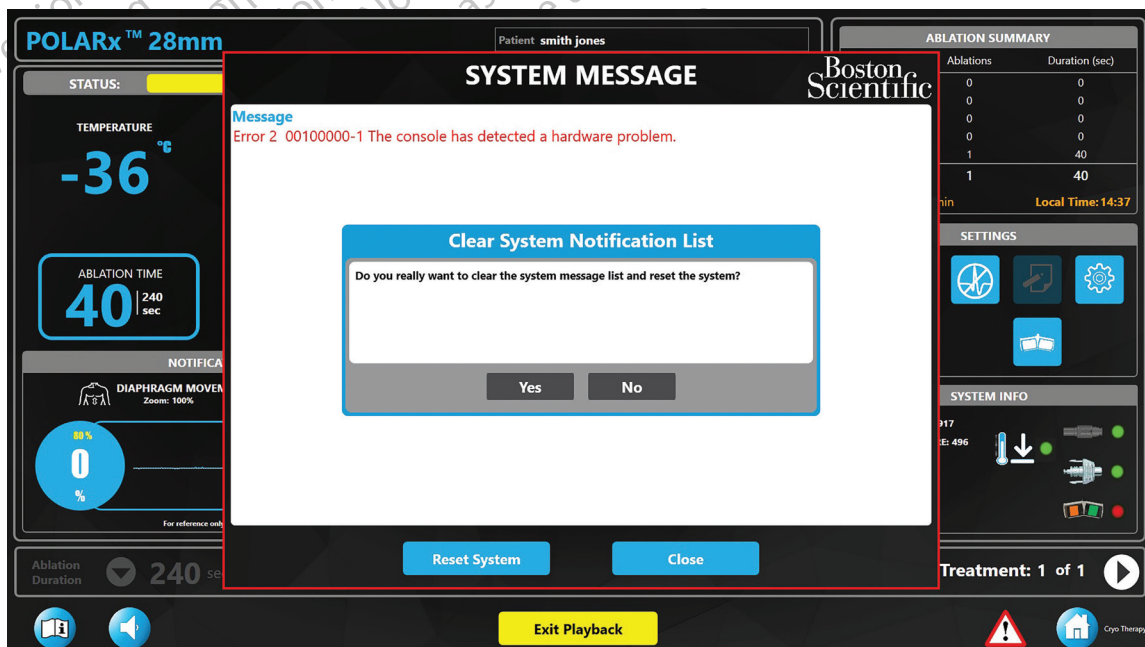 POLARx™ 28mm
Patient smith jones
STATUS:
TEMPERATURE
-36 °C
ABLATION TIME
40 240 sec
NOTIFICA
DIAPHRAGM MOVEM
Zoom: 100%
80 %
0
%
For reference only
Ablation Duration 240 se
SYSTEM MESSAGE
Boston
Scientific
Message
Error 2 00100000-1 The console has detected a hardware problem.
Clear System Notification List
Do you really want to clear the system message list and reset the system?
Yes No
Reset System Close
ABLATION SUMMARY
Ablations Duration (sec)
0 0
0 0
0 0
0 0
1 40
1 40
min Local Time: 14:37
SETTINGS
SYSTEM INFO
917
E: 496
Treatment: 1 of 1
Exit Playback
Cryo Therapy